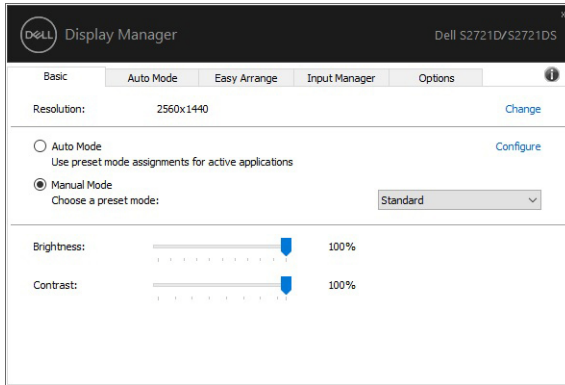 DELL Display Manager
Dell S2721D/S2721DS
Basic Auto Mode Easy Arrange Input Manager Options
Resolution: 2560x1440 Change
Auto Mode Configure
Use preset mode assignments for active applications
Manual Mode
Choose a preset mode: Standard
Brightness: 100%
Contrast: 100%